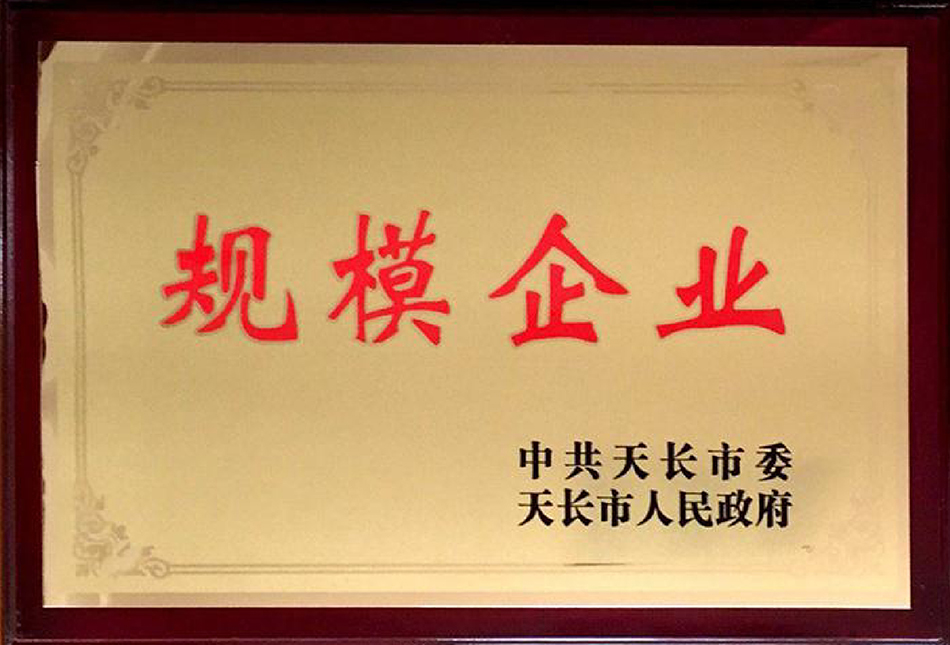 规模企业
中共天长市委
天长市人民政府